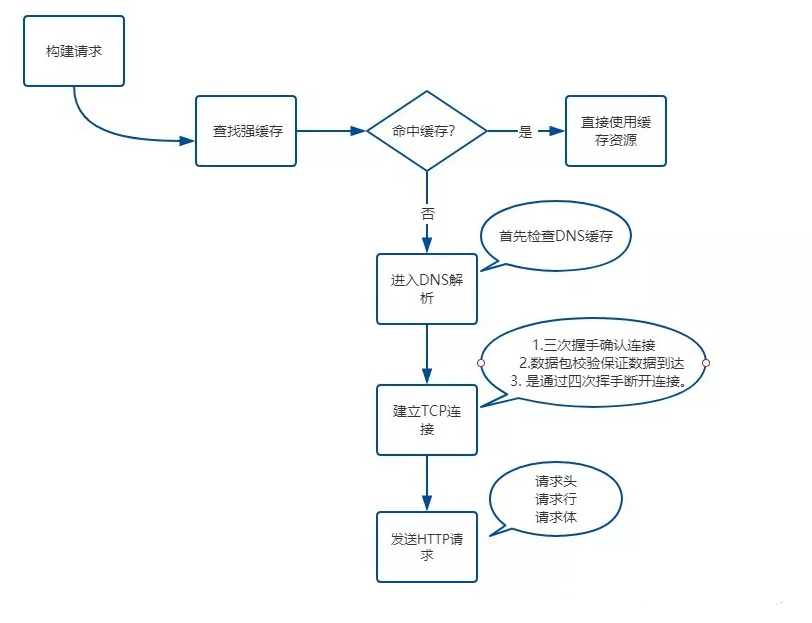 构建请求
查找强缓存
命中缓存?
是
直接使用缓
存资源
否
首先检查DNS缓存
进入DNS解
析
1.三次握手确认连接
2.数据包校验保证数据到达
3. 是通过四次挥手断开连接。
建立TCP连
接
请求头
请求行
请求体
发送HTTP请
求